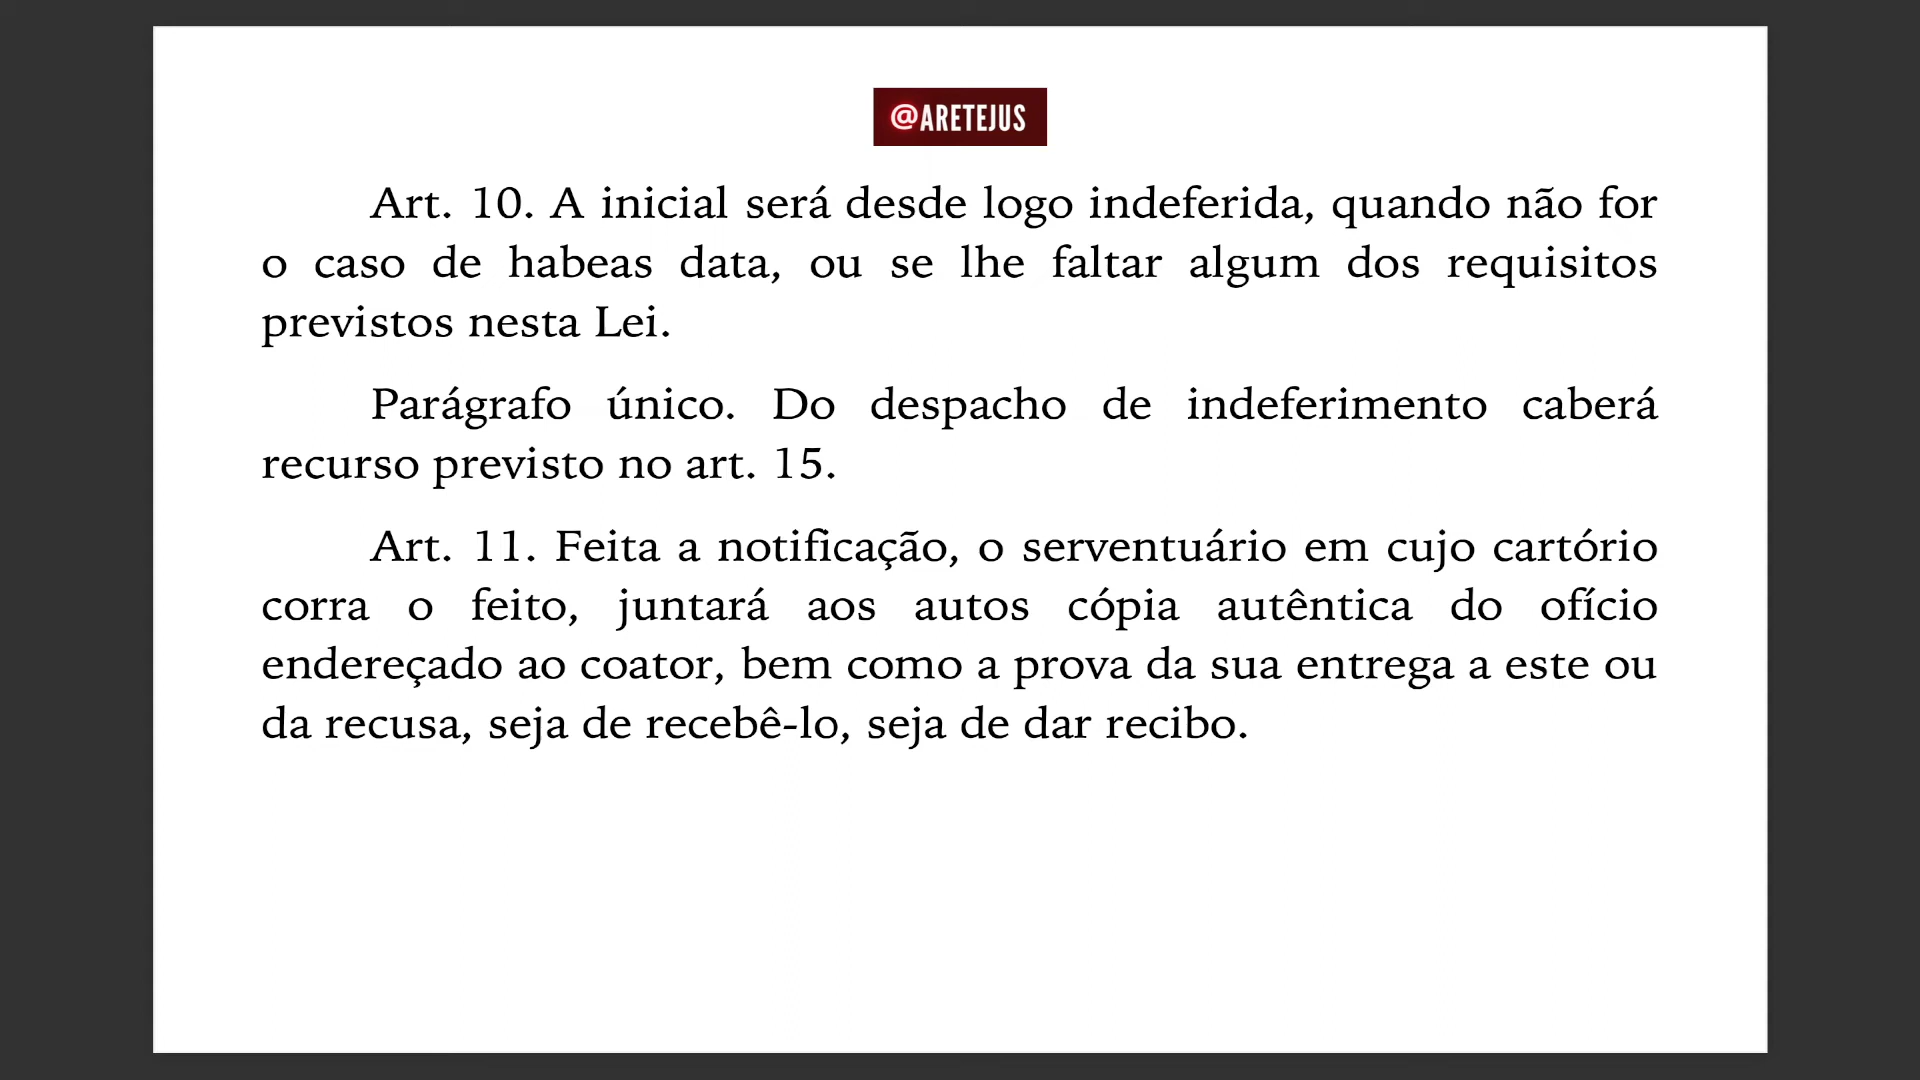 @ARETEJUS
Art. 10. A inicial será desde logo indeferida, quando não for
o caso de habeas data, ou se lhe faltar algum dos requisitos
previstos nesta Lei.
Parágrafo único. Do despacho de indeferimento caberá
recurso previsto no art. 15.
Art. 11. Feita a notificação, o serventuário em cujo cartório
corra o feito, juntará aos autos cópia autêntica do ofício
endereçado ao coator, bem como a prova da sua entrega a este ou
da recusa, seja de recebê-lo, seja de dar recibo.